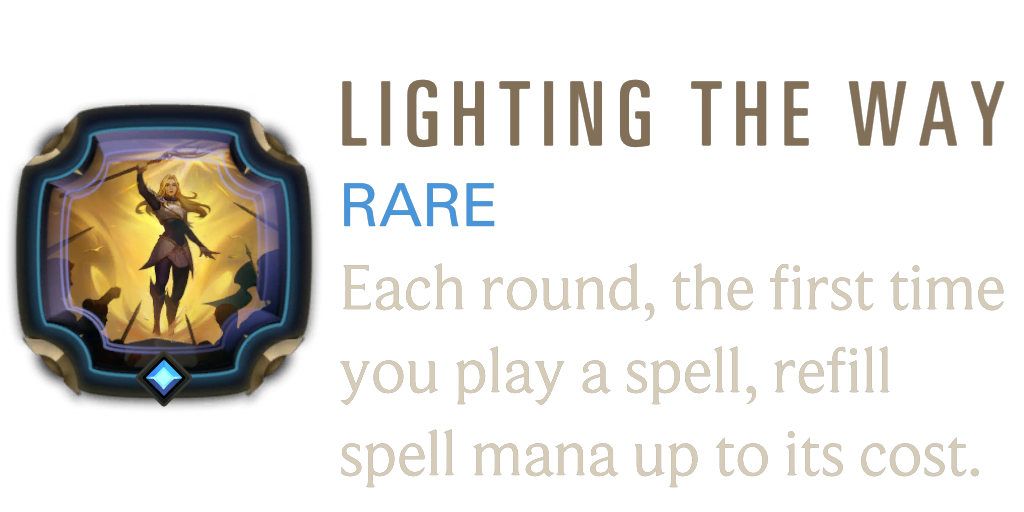 LIGHTING THE WAY
RARE
Each round, the first time
you play a spell, refill
spell mana up to its cost.